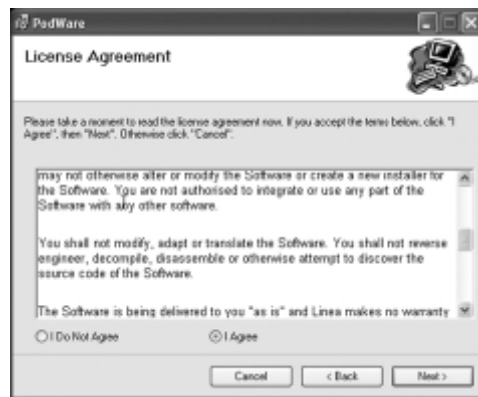 PodWare
License Agreement
Please take a moment to read the license agreement now. If you accept the terms below, click "I
Agree", then "Next". Otherwise click "Cancel".
may not otherwise alter or modify the Software or create a new installer for
the Software. You are not authorised to integrate or use any part of the
Software with any other software.
You shall not modify, adapt or translate the Software. You shall not reverse
engineer, decompile, disassemble or otherwise attempt to discover the
source code of the Software.
The Software is being delivered to you "as is" and Linea makes no warranty
I Do Not Agree
I Agree
Cancel
< Back
Next >